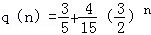 q (n) =3/5+4/15 (3/2) ⁿ